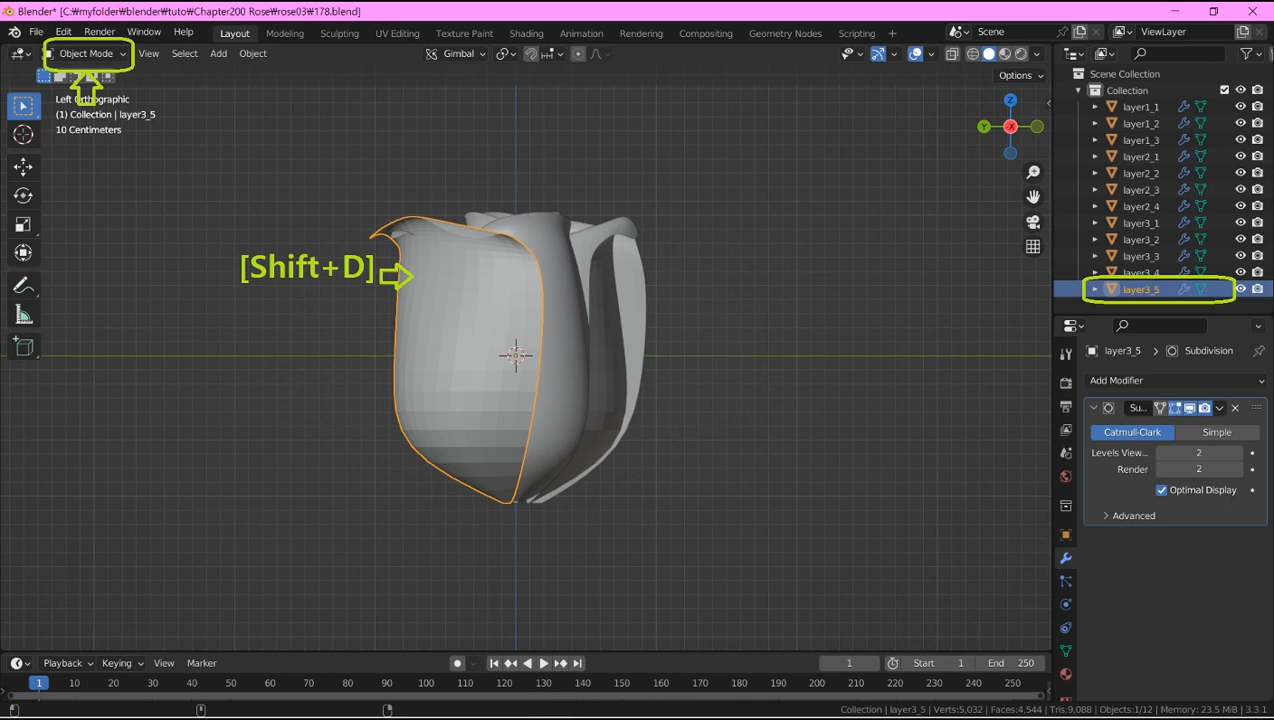 Blender* [C:₩myfolder₩blender₩tuto₩Chapter200 Rose₩rose03₩178.blend]
File Edit Render Window Help Layout Modeling Sculpting UV Editing Texture Paint Shading Animation Rendering Compositing Geometry Nodes Scripting + Scene ViewLayer
Object Mode View Select Add Object Gimbal
Options
Left Orthographic
(1) Collection | layer3_5
10 Centimeters
Z
Y X
[Shift+D]
Scene Collection
Collection
layer1_1
layer1_2
layer1_3
layer2_1
layer2_2
layer2_3
layer2_4
layer3_1
layer3_2
layer3_3
layer3_4
layer3_5
layer3_5 > Subdivision
Add Modifier
Su...
Catmull-Clark Simple
Levels View... 2
Render 2
Optimal Display
Advanced
Playback Keying View Marker 1 Start 1 End 250
1 10 20 30 40 50 60 70 80 90 100 110 120 130 140 150 160 170 180 190 200 210 220 230 240 250
Collection | layer3_5 | Verts:5,032 | Faces:4,544 | Tris:9,088 | Objects:1/12 | Memory: 23.5 MiB | 3.3.1